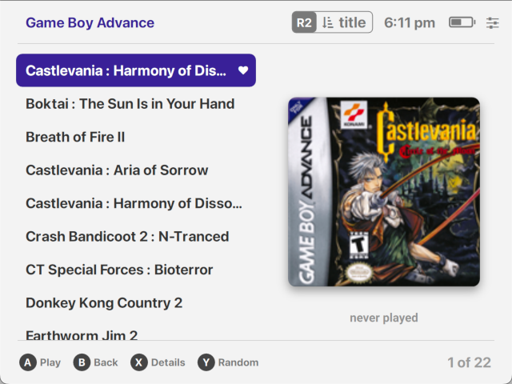 Game Boy Advance
R2 title
6:11 pm
Castlevania : Harmony of Dis...
Boktai : The Sun Is in Your Hand
Breath of Fire II
Castlevania : Aria of Sorrow
Castlevania : Harmony of Disso...
Crash Bandicoot 2 : N-Tranced
CT Special Forces : Bioterror
Donkey Kong Country 2
Earthworm Jim 2
GAME BOY ADVANCE
KONAMI
Castlevania
T
never played
A Play
B Back
X Details
Y Random
1 of 22